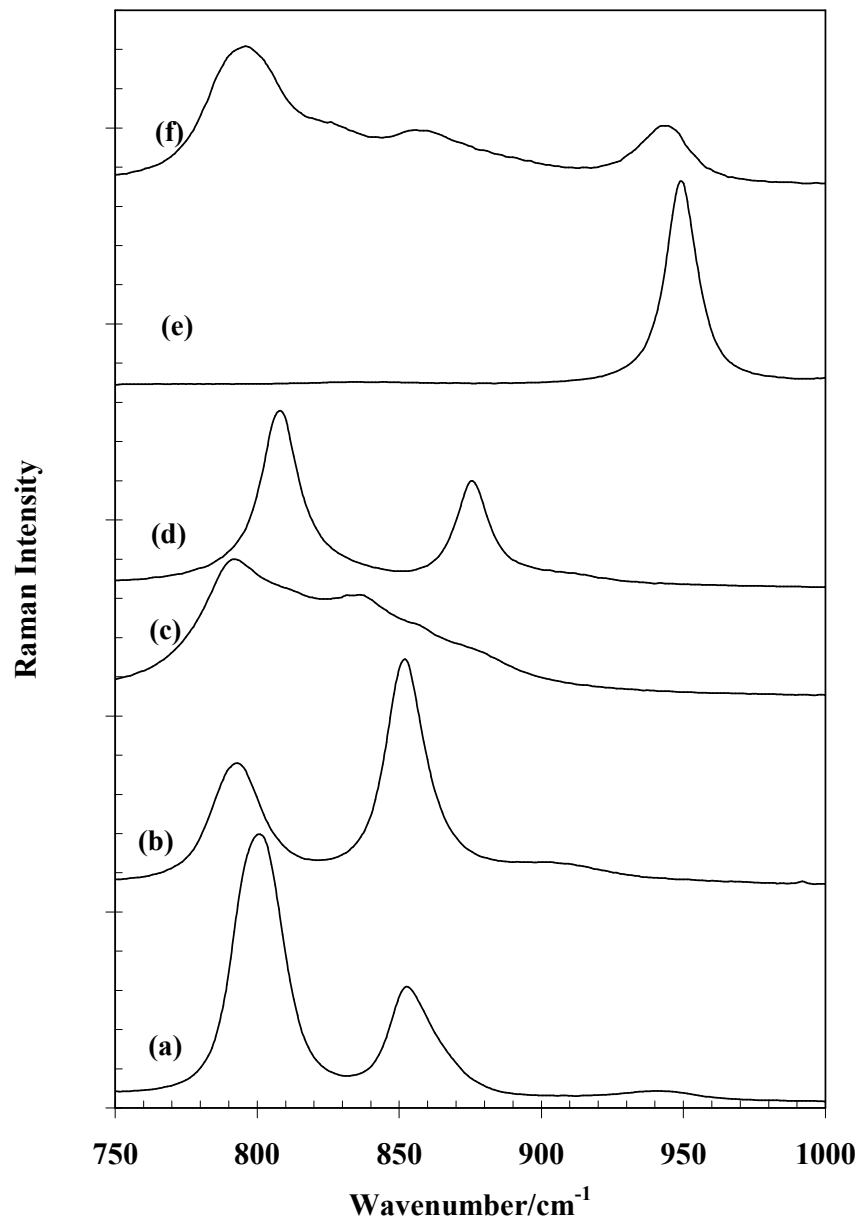 (f)
(e)
(d)
(c)
(b)
(a)
Raman Intensity
750 800 850 900 950 1000
Wavenumber/cm⁻¹